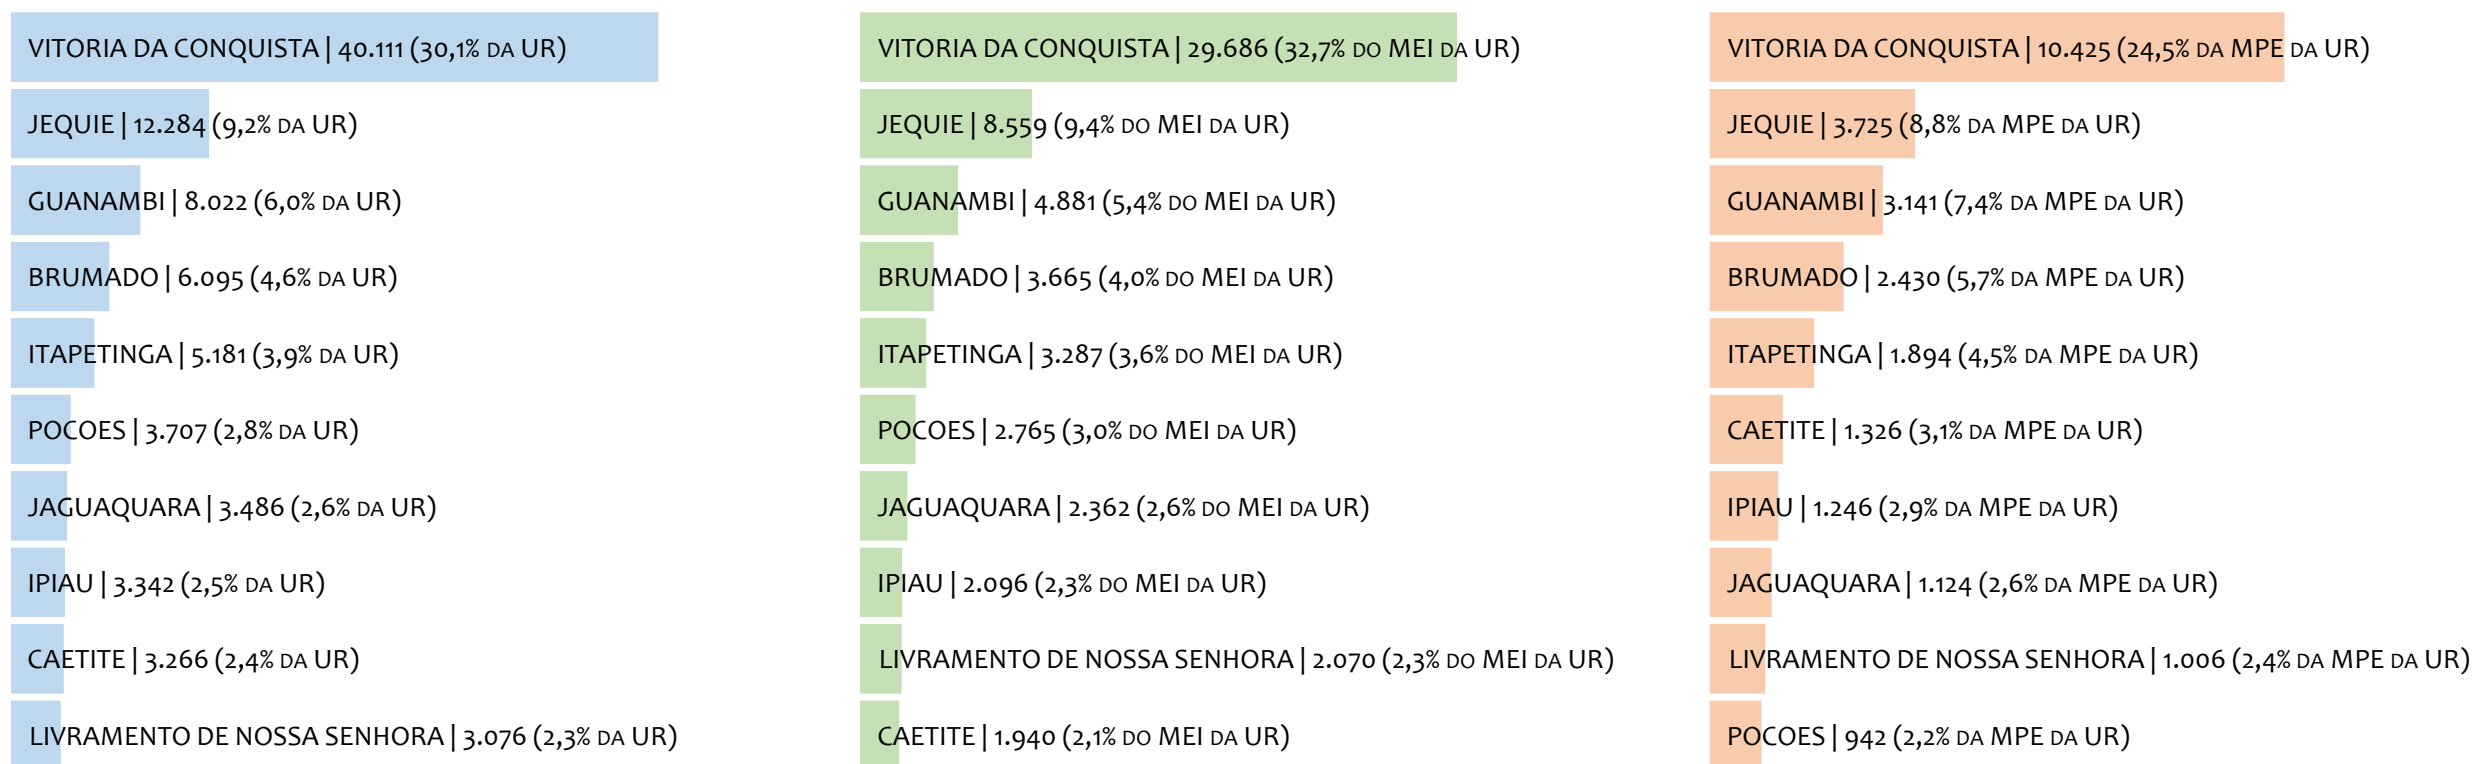 VITORIA DA CONQUISTA | 40.111 (30,1% DA UR)
JEQUIE | 12.284 (9,2% DA UR)
GUANAMBI | 8.022 (6,0% DA UR)
BRUMADO | 6.095 (4,6% DA UR)
ITAPETINGA | 5.181 (3,9% DA UR)
POCOES | 3.707 (2,8% DA UR)
JAGUAQUARA | 3.486 (2,6% DA UR)
IPIAU | 3.342 (2,5% DA UR)
CAETITE | 3.266 (2,4% DA UR)
LIVRAMENTO DE NOSSA SENHORA | 3.076 (2,3% DA UR)
VITORIA DA CONQUISTA | 29.686 (32,7% DO MEI DA UR)
JEQUIE | 8.559 (9,4% DO MEI DA UR)
GUANAMBI | 4.881 (5,4% DO MEI DA UR)
BRUMADO | 3.665 (4,0% DO MEI DA UR)
ITAPETINGA | 3.287 (3,6% DO MEI DA UR)
POCOES | 2.765 (3,0% DO MEI DA UR)
JAGUAQUARA | 2.362 (2,6% DO MEI DA UR)
IPIAU | 2.096 (2,3% DO MEI DA UR)
LIVRAMENTO DE NOSSA SENHORA | 2.070 (2,3% DO MEI DA UR)
CAETITE | 1.940 (2,1% DO MEI DA UR)
VITORIA DA CONQUISTA | 10.425 (24,5% DA MPE DA UR)
JEQUIE | 3.725 (8,8% DA MPE DA UR)
GUANAMBI | 3.141 (7,4% DA MPE DA UR)
BRUMADO | 2.430 (5,7% DA MPE DA UR)
ITAPETINGA | 1.894 (4,5% DA MPE DA UR)
CAETITE | 1.326 (3,1% DA MPE DA UR)
IPIAU | 1.246 (2,9% DA MPE DA UR)
JAGUAQUARA | 1.124 (2,6% DA MPE DA UR)
LIVRAMENTO DE NOSSA SENHORA | 1.006 (2,4% DA MPE DA UR)
POCOES | 942 (2,2% DA MPE DA UR)